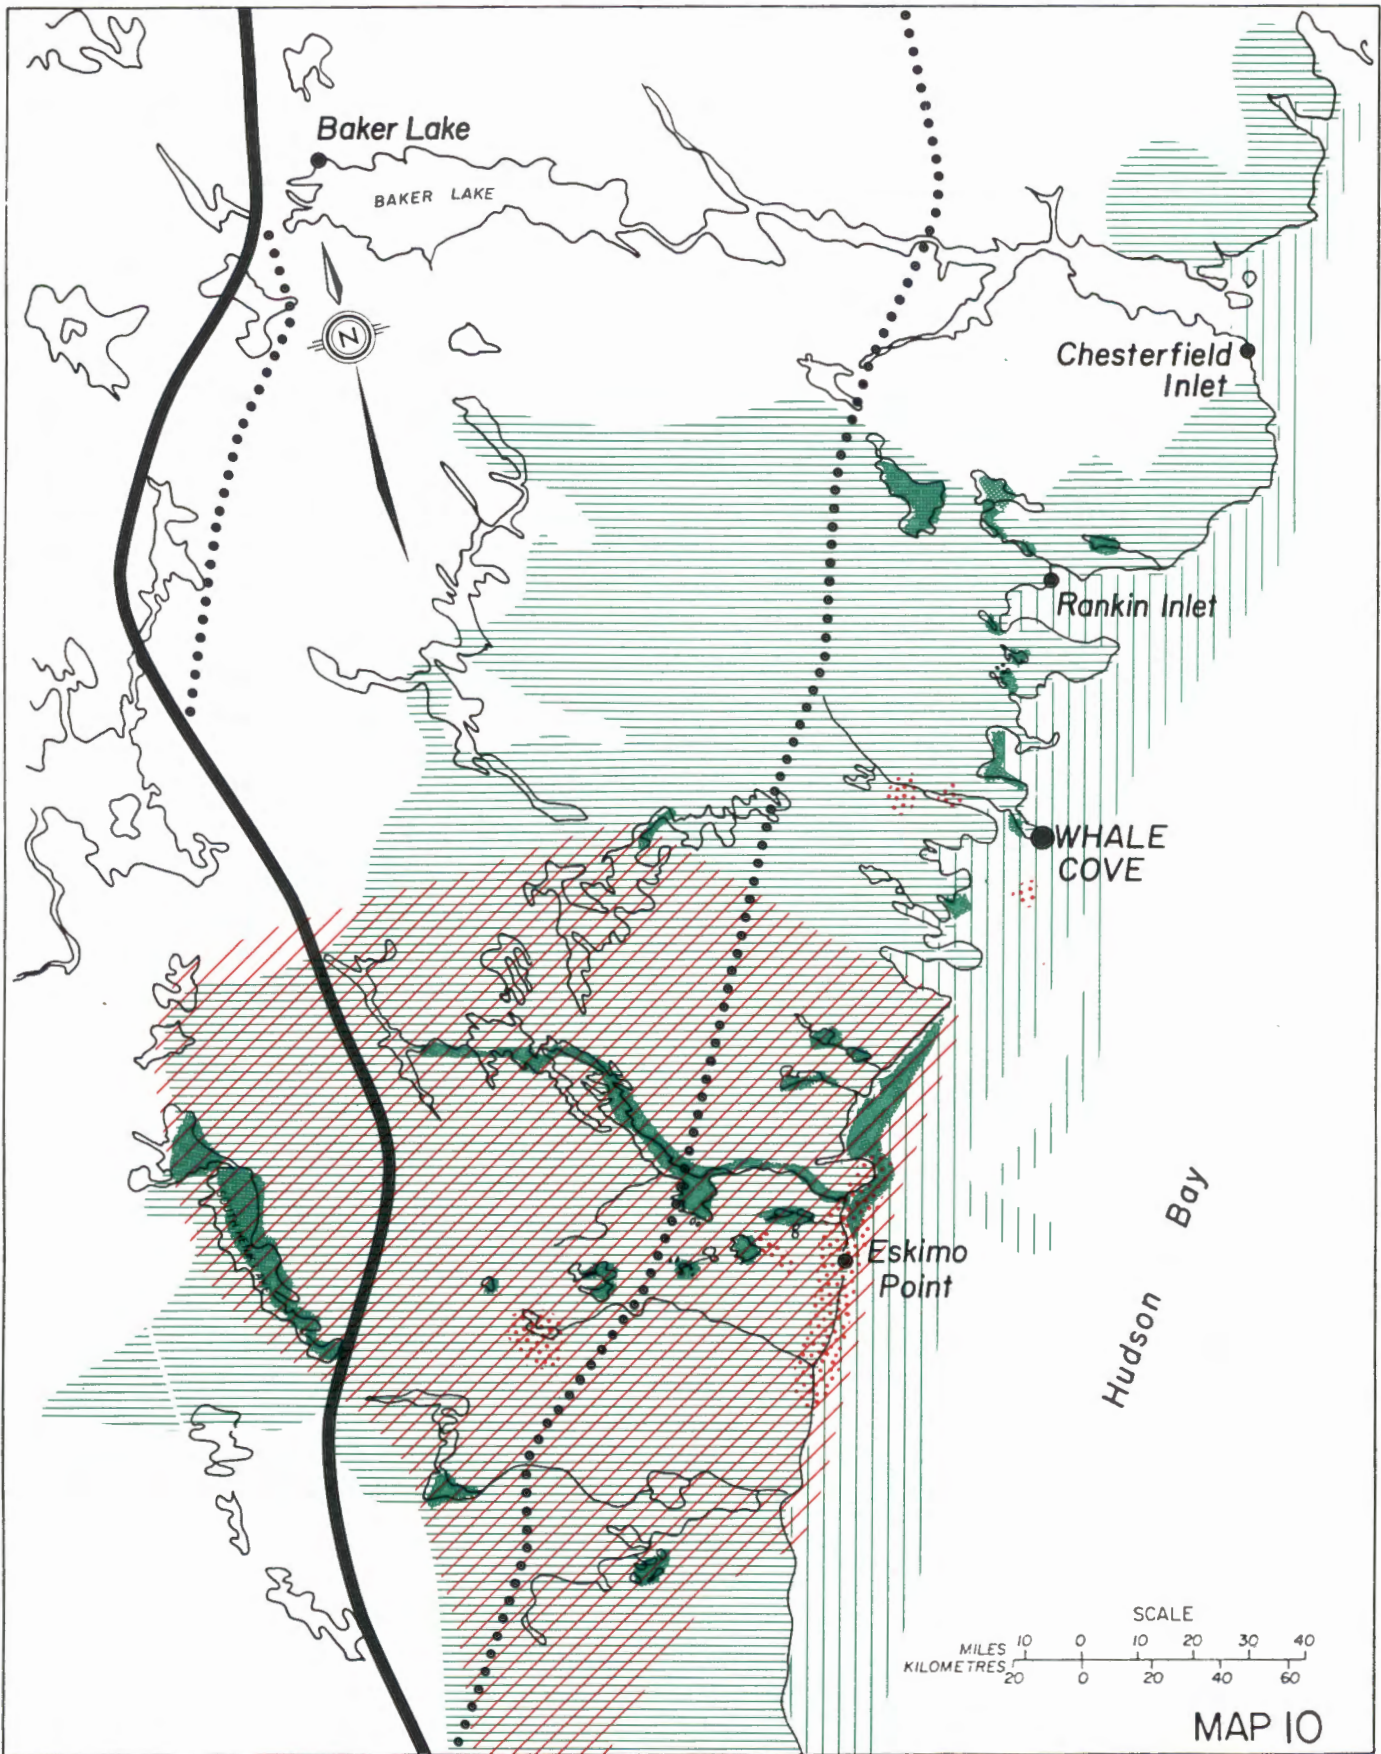 Baker Lake
BAKER LAKE
N
Chesterfield
Inlet
Rankin Inlet
WHALE
COVE
Eskimo
Point
Hudson Bay
SCALE
MILES 10 0 10 20 30 40
KILOMETRES 20 0 20 40 60
MAP 10